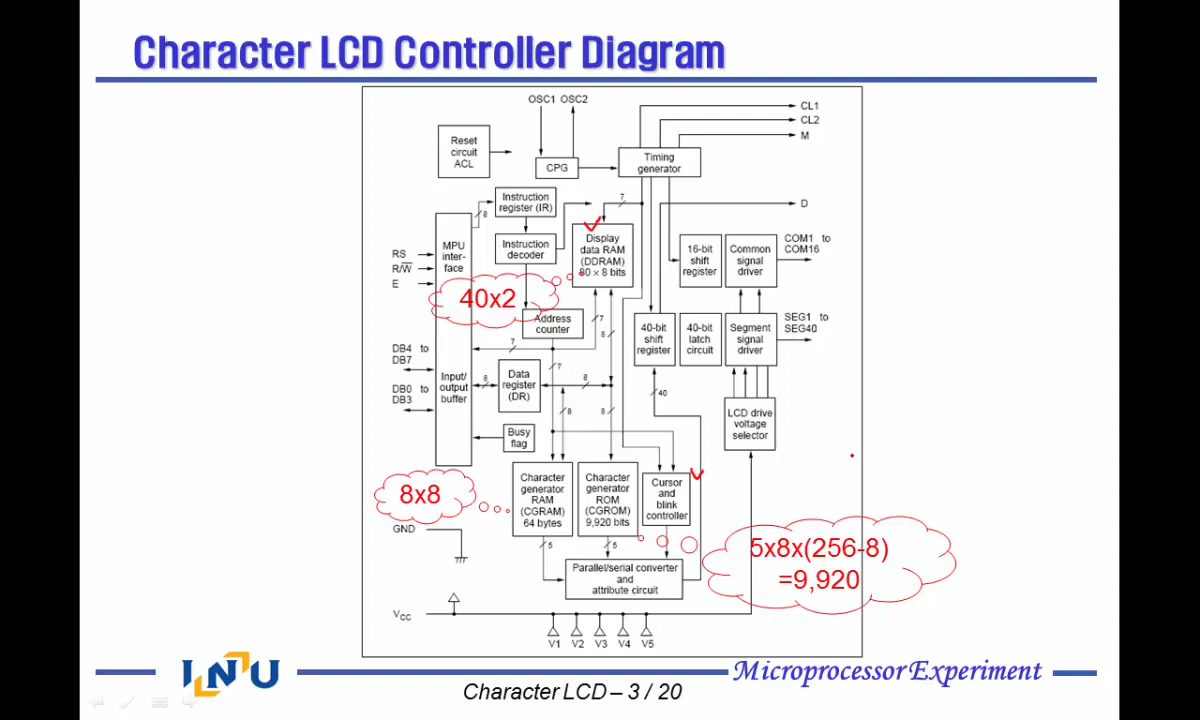 Character LCD Controller Diagram
OSC1 OSC2
CL1
CL2
M
Reset
circuit
ACL
CPG
Timing
generator
Instruction
register (IR)
8
7
D
MPU
inter-
face
Instruction
decoder
Display
data RAM
(DDRAM)
80 × 8 bits
16-bit
shift
register
Common
signal
driver
COM1 to
COM16
RS
R/W
E
40x2
Address
counter
7
8
40-bit
shift
register
40-bit
latch
circuit
Segment
signal
driver
SEG1 to
SEG40
DB4 to
DB7
7
7
DB0 to
DB3
Input/
output
buffer
8
Data
register
(DR)
8
8
8
40
LCD drive
voltage
selector
Busy
flag
8x8
Character
generator
RAM
(CGRAM)
64 bytes
Character
generator
ROM
(CGROM)
9,920 bits
Cursor
and
blink
controller
GND
5
5
5x8x(256-8)
=9,920
Parallel/serial converter
and
attribute circuit
Vcc
V1 V2 V3 V4 V5
INU
Microprocessor Experiment
Character LCD – 3 / 20